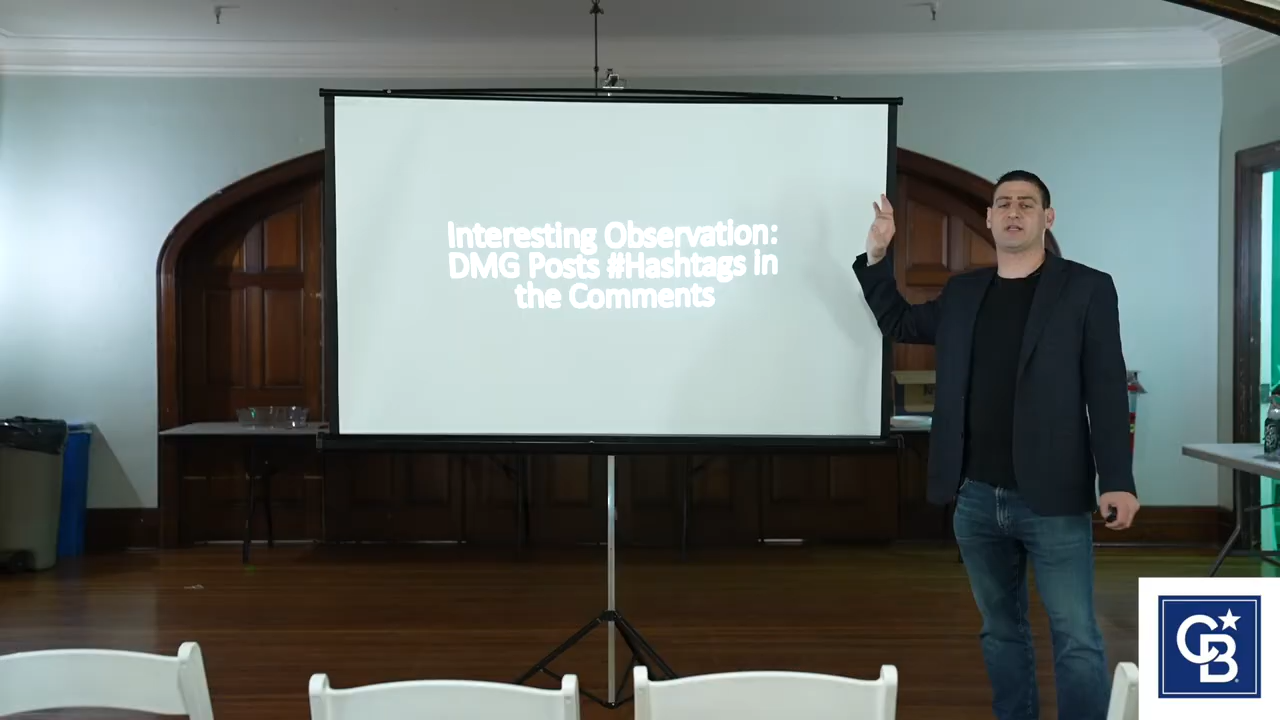 Interesting Observation:
DMG Posts #Hashtags in
the Comments
CB